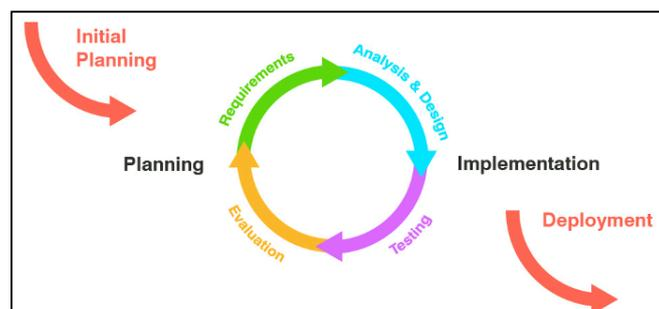 Initial
Planning
Requirements
Analysis & Design
Planning
Implementation
Evaluation
Testing
Deployment